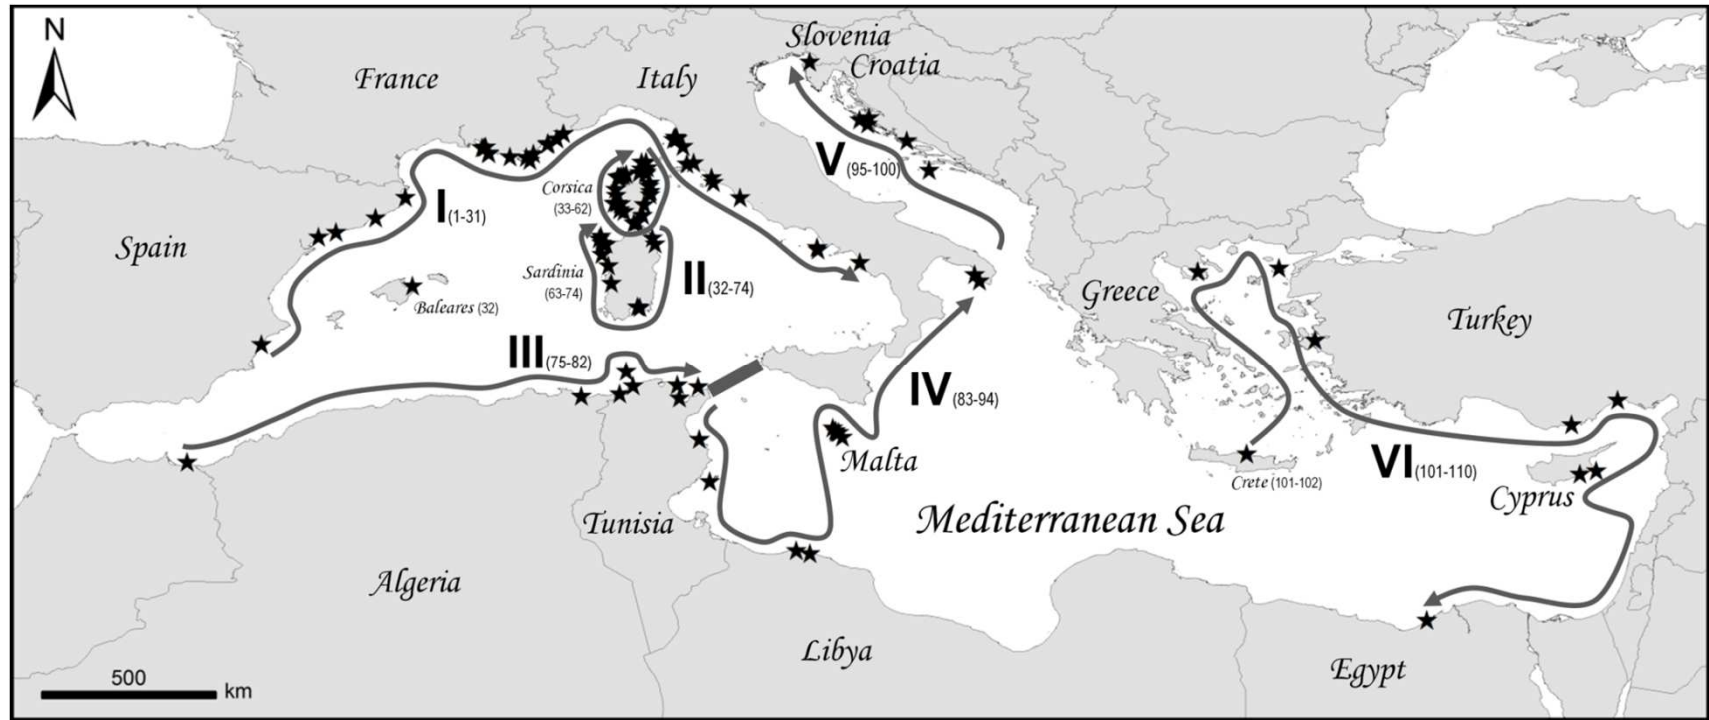 N
Slovenia
Croatia
France
Italy
V(95-100)
Corsica
(33-62)
I(1-31)
Spain
Sardinia
(63-74)
II(32-74)
Greece
Baleares (32)
Turkey
III(75-82)
IV(83-94)
Malta
VI(101-110)
Crete (101-102)
Cyprus
Tunisia
Mediterranean Sea
Algeria
Libya
Egypt
500
km